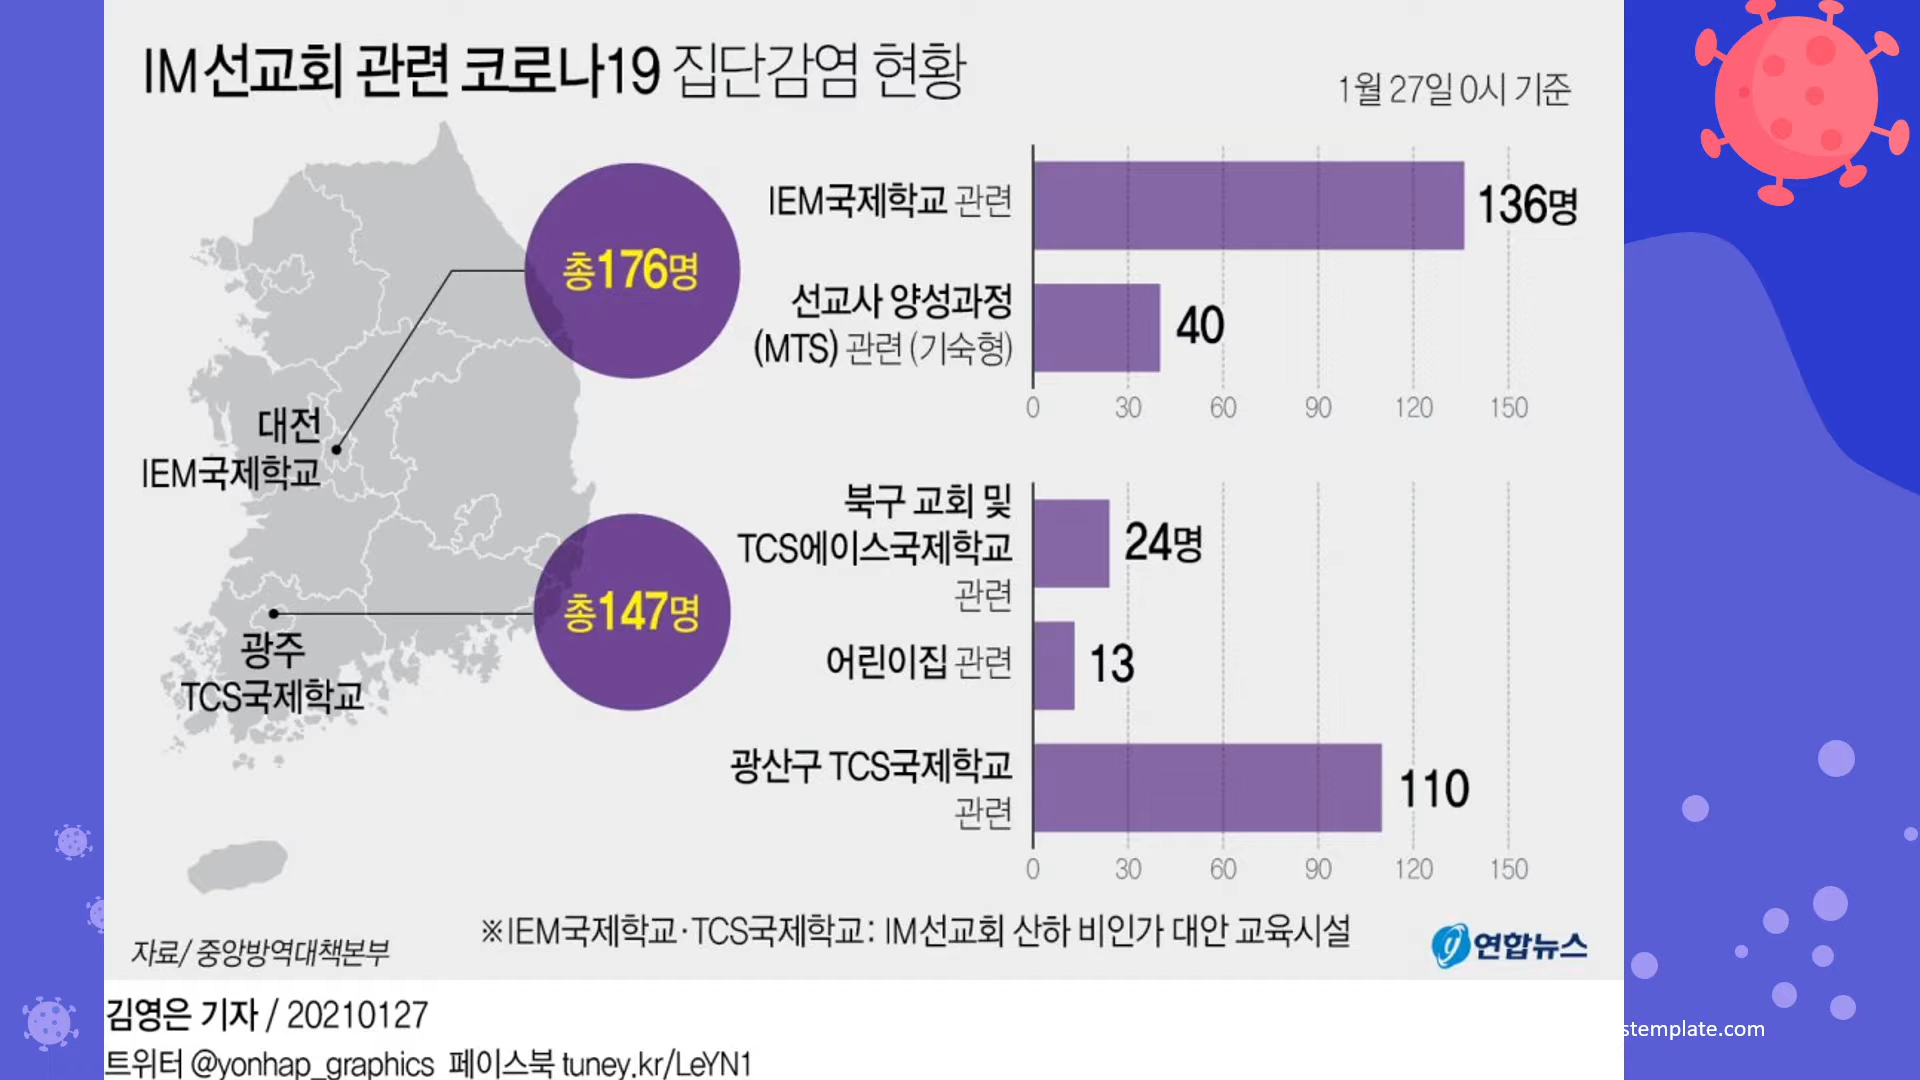 IM선교회 관련 코로나19 집단감염 현황
1월 27일 0시 기준
총176명
대전
IEM국제학교
IEM국제학교 관련
136명
선교사 양성과정
(MTS) 관련 (기숙형)
40
0 30 60 90 120 150
총147명
광주
TCS국제학교
북구 교회 및
TCS에이스국제학교
관련
24명
어린이집 관련
13
광산구 TCS국제학교
관련
110
0 30 60 90 120 150
※IEM국제학교·TCS국제학교: IM선교회 산하 비인가 대안 교육시설
자료/ 중앙방역대책본부
연합뉴스
김영은 기자 / 20210127
트위터 @yonhap_graphics 페이스북 tuney.kr/LeYN1
stemplate.com